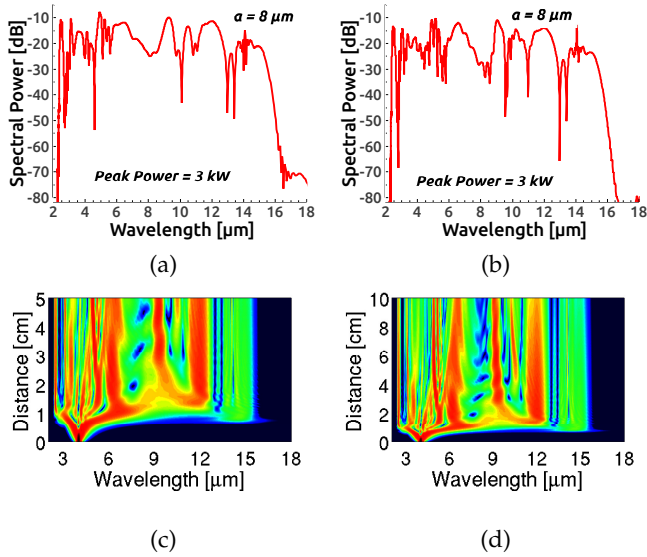 a = 8 μm
Spectral Power [dB]
-10
-20
-30
-40
-50
-60
-70
-80
Peak Power = 3 kW
2 4 6 8 10 12 14 16 18
Wavelength [μm]
(a)
a = 8 μm
Spectral Power [dB]
-10
-20
-30
-40
-50
-60
-70
-80
Peak Power = 3 kW
2 4 6 8 10 12 14 16 18
Wavelength [μm]
(b)
Distance [cm]
5
4
3
2
1
0
3 6 9 12 15 18
Wavelength [μm]
(c)
Distance [cm]
10
8
6
4
2
0
3 6 9 12 15 18
Wavelength [μm]
(d)